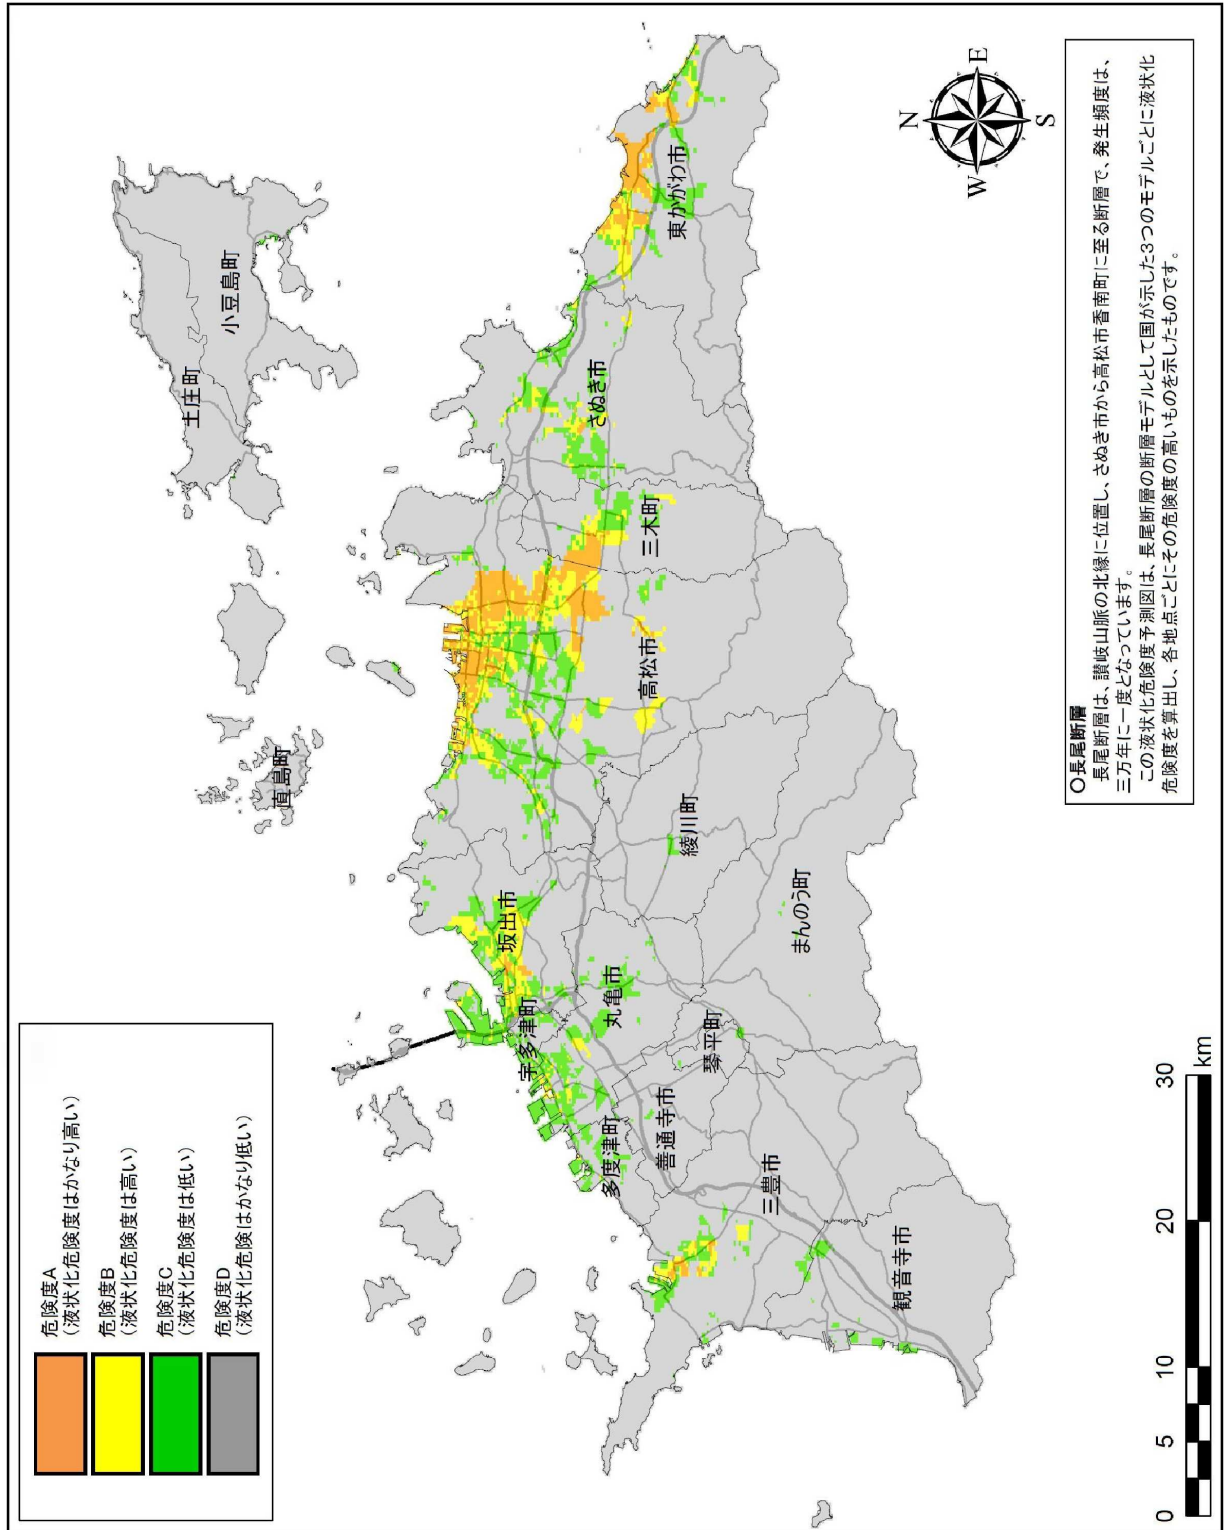 危険度A
（液状化危険度はかなり高い）
危険度B
（液状化危険度は高い）
危険度C
（液状化危険度は低い）
危険度D
（液状化危険はかなり低い）
土庄町
小豆島町
直島町
東かがわ市
さぬき市
三木町
高松市
綾川町
坂出市
宇多津町
丸亀市
まんのう町
琴平町
善通寺市
多度津町
三豊市
観音寺市
N
W
E
S
0
5
10
20
30
km
○長尾断層
長尾断層は、讃岐山脈の北縁に位置し、さぬき市から高松市香南町に至る断層で、発生頻度は、
三万年に一度となっています。
この液状化危険度予測図は、長尾断層の断層モデルとして国が示した3つのモデルごとに液状化
危険度を算出し、各地点ごとにその危険度の高いものを示したものです。